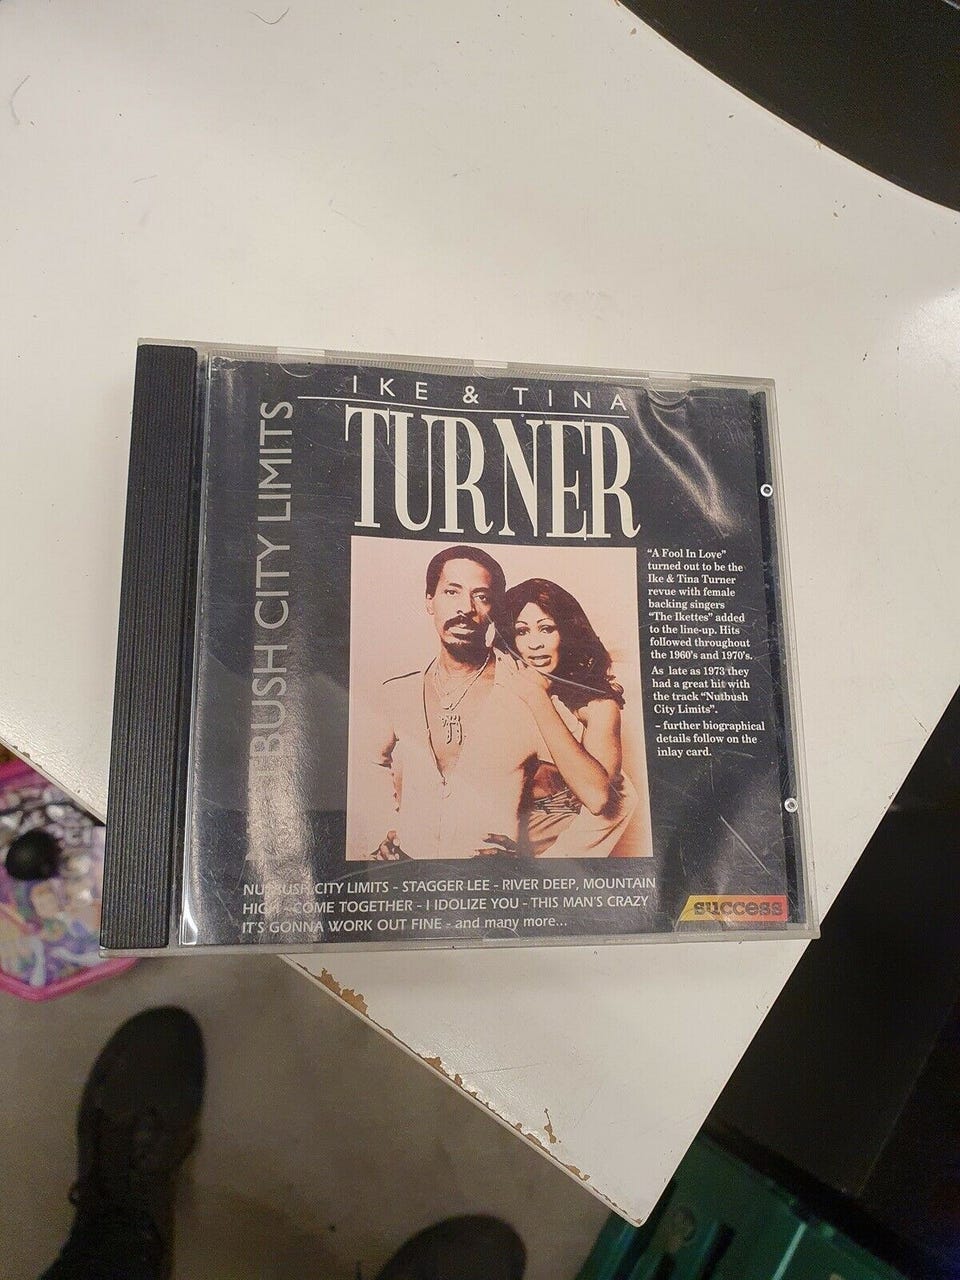 IKE & TINA
TURNER
BUSH CITY LIMITS
"A Fool In Love"
turned out to be the
Ike & Tina Turner
revue with female
backing singers
"The Ikettes" added
to the line-up. Hits
followed throughout
the 1960's and 1970's.
As late as 1973 they
had a great hit with
the track "Nutbush
City Limits".
– further biographical
details follow on the
inlay card.
NUTBUSH CITY LIMITS - STAGGER LEE - RIVER DEEP, MOUNTAIN
HIGH - COME TOGETHER - I IDOLIZE YOU - THIS MAN'S CRAZY
IT'S GONNA WORK OUT FINE - and many more...
success